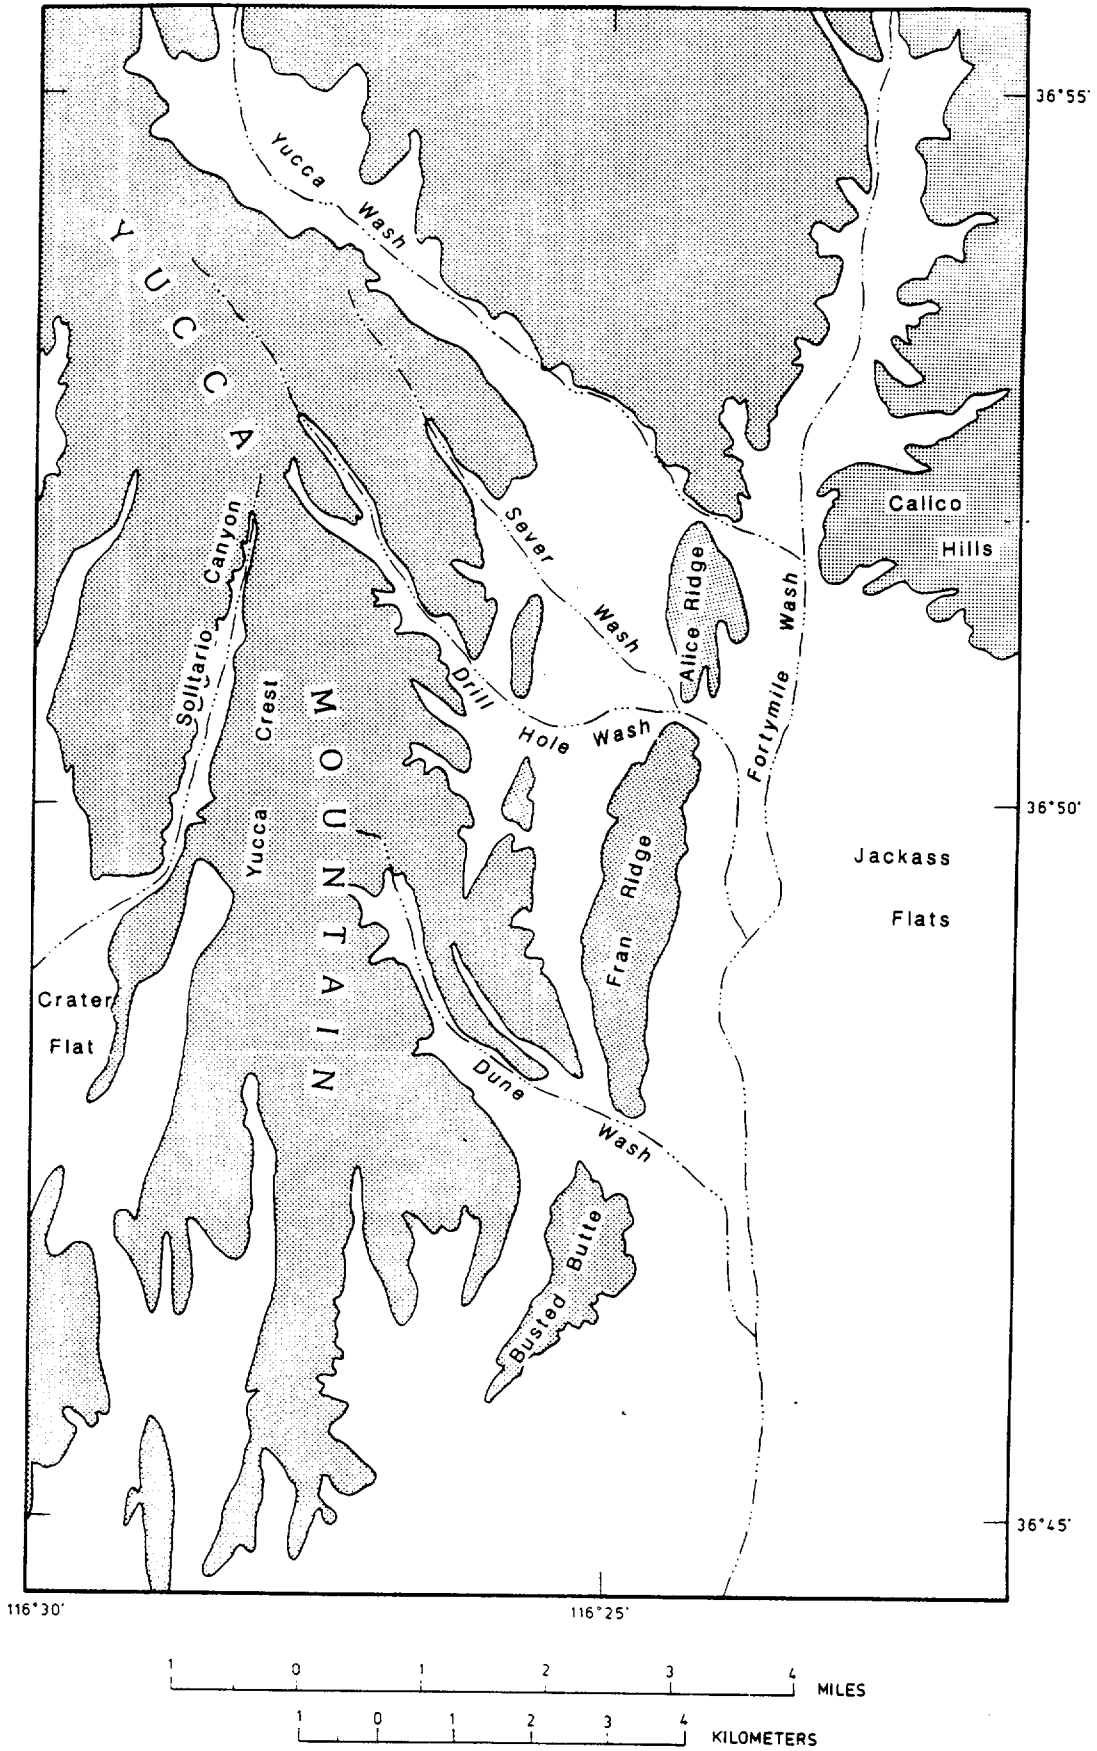 36°55'
Yucca
Wash
YUCCA
Calico
Hills
Solitario Canyon
Sever
Wash
Alice Ridge
Fortymile Wash
Yucca Crest
MOUNTAIN
Drill
Hole
Wash
36°50'
Jackass
Flats
Fran Ridge
Crater
Flat
Dune
Wash
Busted Butte
36°45'
116°30'
116°25'
1 0 1 2 3 4 MILES
1 0 1 2 3 4 KILOMETERS